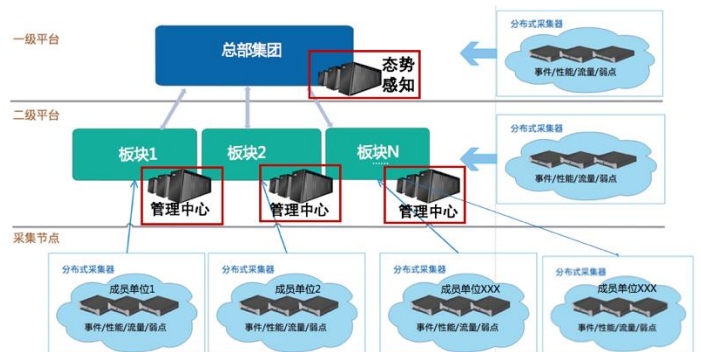 一级平台
总部集团
态势
感知
分布式采集器
事件/性能/流量/弱点
二级平台
板块1
板块2
板块N
......
管理中心
管理中心
管理中心
分布式采集器
事件/性能/流量/弱点
采集节点
分布式采集器
成员单位1
事件/性能/流量/弱点
分布式采集器
成员单位2
事件/性能/流量/弱点
分布式采集器
成员单位XXX
事件/性能/流量/弱点
分布式采集器
成员单位XXX
事件/性能/流量/弱点